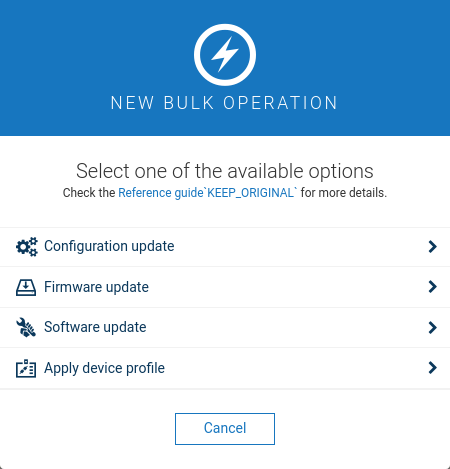 NEW BULK OPERATION
Select one of the available options
Check the Reference guide`KEEP_ORIGINAL` for more details.
Configuration update
Firmware update
Software update
Apply device profile
Cancel